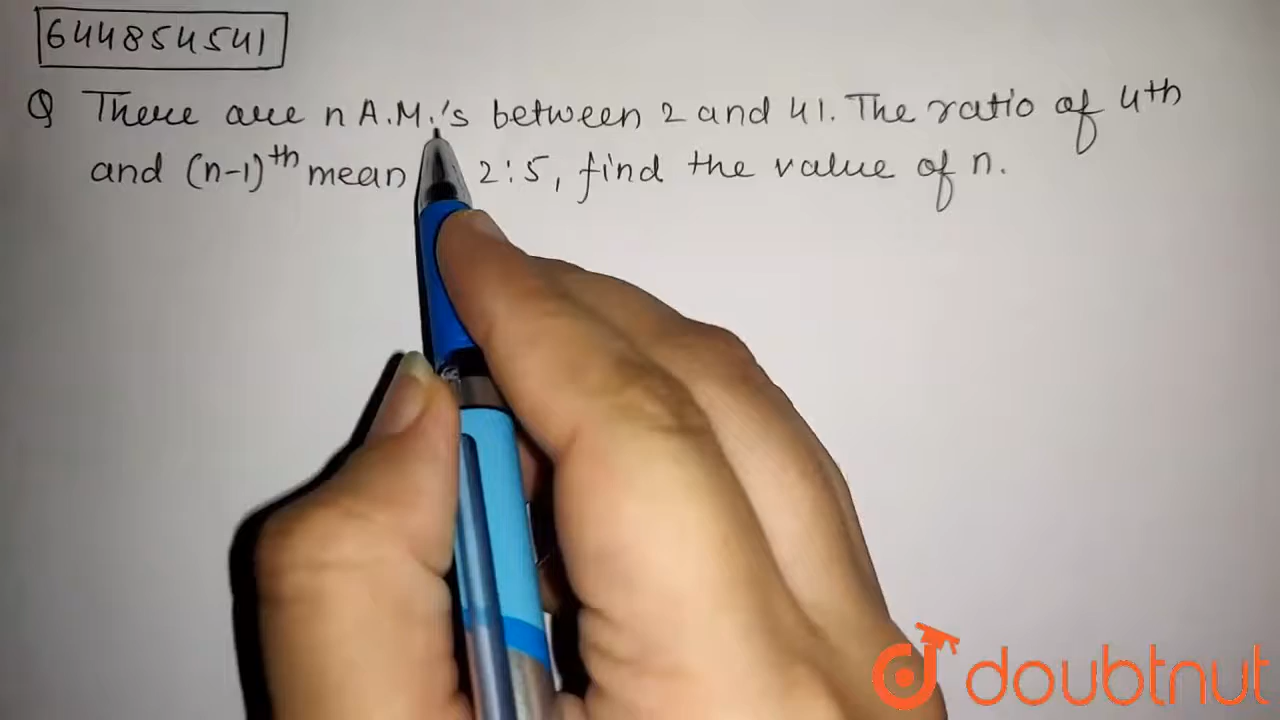 644854541
Q There are n A.M.'s between 2 and 41. The ratio of 4th
and (n-1)th mean 2:5, find the value of n.
doubtnut